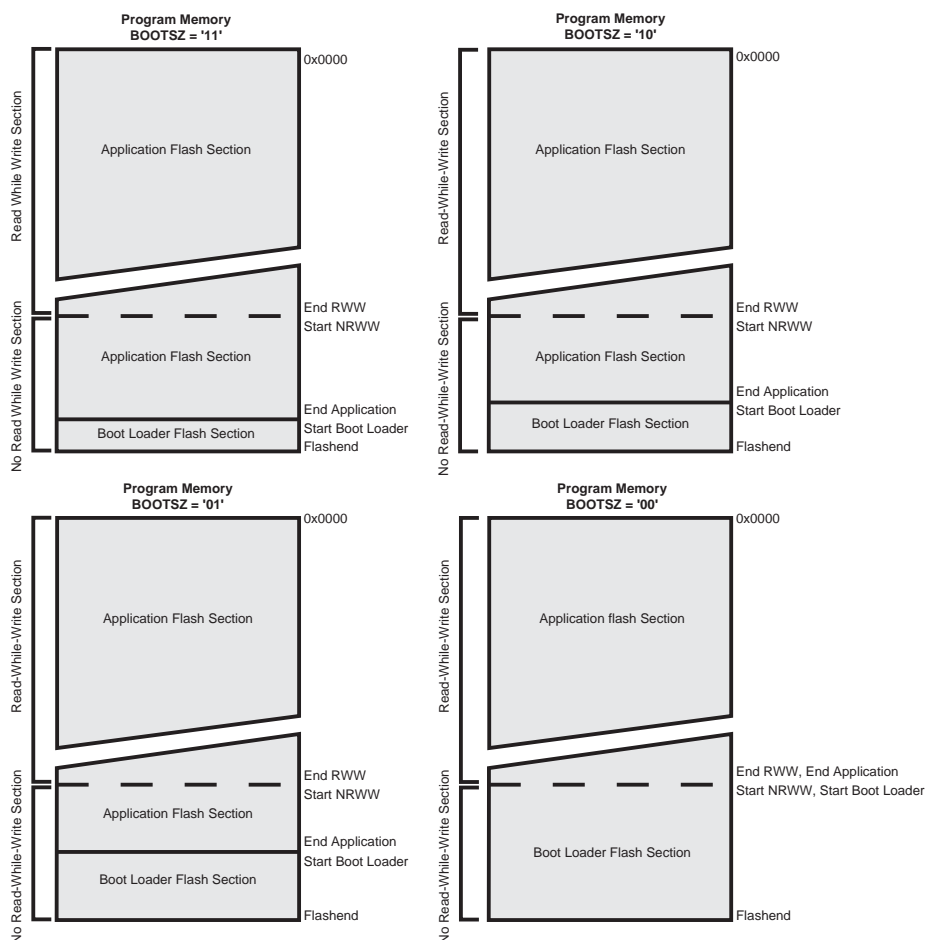 Program Memory
BOOTSZ = '11'
0x0000
Read While Write Section
Application Flash Section
End RWW
Start NRWW
No Read While Write Section
Application Flash Section
End Application
Start Boot Loader
Boot Loader Flash Section
Flashend
Program Memory
BOOTSZ = '10'
0x0000
Read-While-Write Section
Application Flash Section
End RWW
Start NRWW
No Read-While-Write Section
Application Flash Section
End Application
Start Boot Loader
Boot Loader Flash Section
Flashend
Program Memory
BOOTSZ = '01'
0x0000
Read-While-Write Section
Application Flash Section
End RWW
Start NRWW
No Read-While-Write Section
Application Flash Section
End Application
Start Boot Loader
Boot Loader Flash Section
Flashend
Program Memory
BOOTSZ = '00'
0x0000
Read-While-Write Section
Application flash Section
End RWW, End Application
Start NRWW, Start Boot Loader
No Read-While-Write Section
Boot Loader Flash Section
Flashend